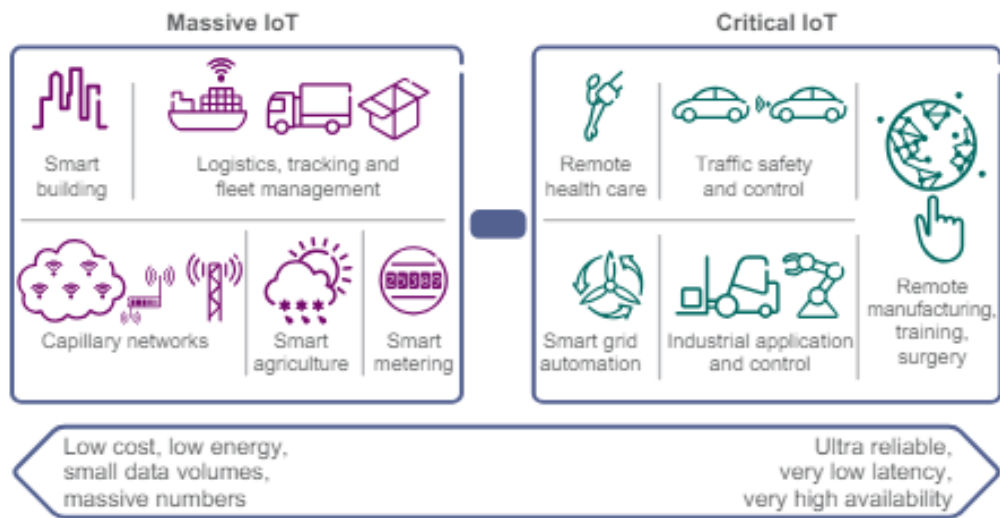 Massive IoT
Smart
building
Logistics, tracking and
fleet management
Capillary networks
Smart
agriculture
Smart
metering
Critical IoT
Remote
health care
Traffic safety
and control
Smart grid
automation
Industrial application
and control
Remote
manufacturing,
training,
surgery
Low cost, low energy,
small data volumes,
massive numbers
Ultra reliable,
very low latency,
very high availability